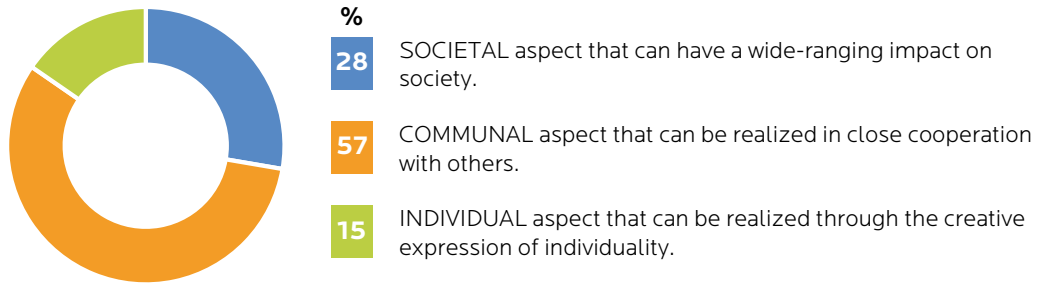 %
28
SOCIETAL aspect that can have a wide-ranging impact on
society.
57
COMMUNAL aspect that can be realized in close cooperation
with others.
15
INDIVIDUAL aspect that can be realized through the creative
expression of individuality.